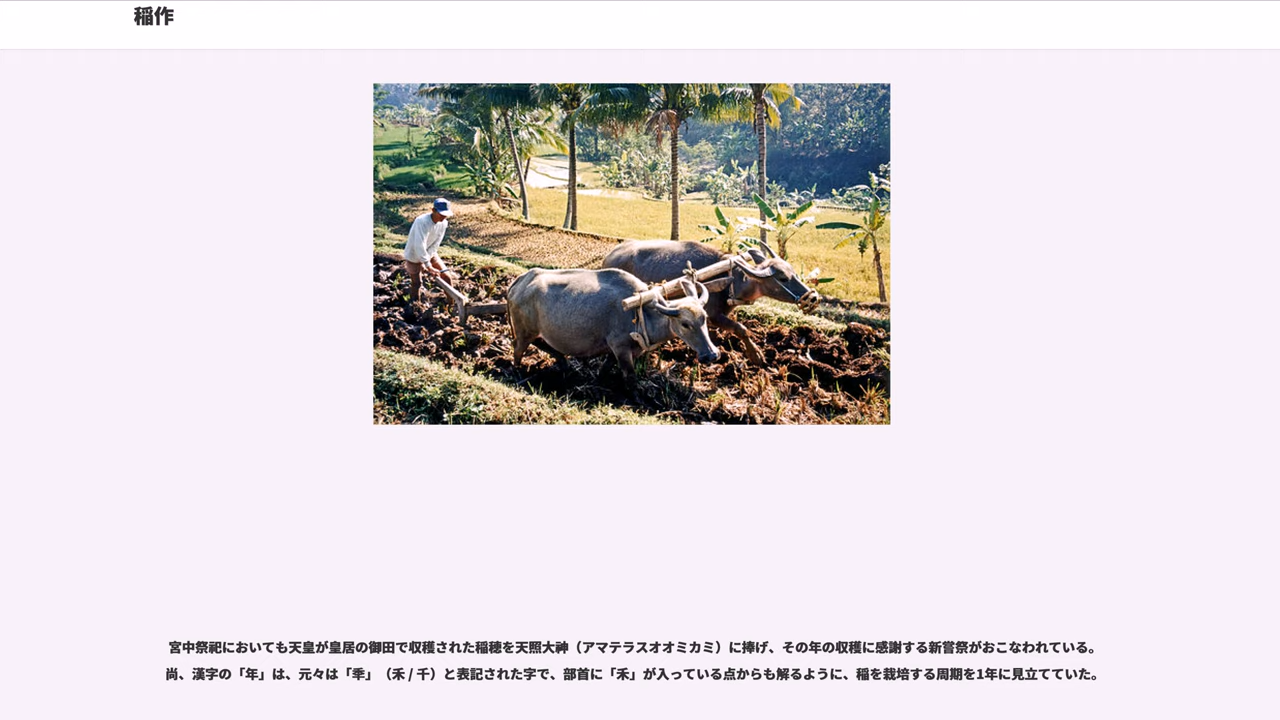 稲作
宮中祭祀においても天皇が皇居の御田で収穫された稲穂を天照大神（アマテラスオオミカミ）に捧げ、その年の収穫に感謝する新嘗祭がおこなわれている。
尚、漢字の「年」は、元々は「秊」（禾 / 千）と表記された字で、部首に「禾」が入っている点からも解るように、稲を栽培する周期を1年に見立てていた。